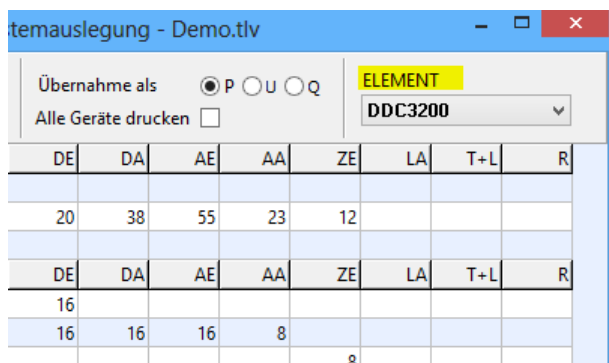 stemauslegung - Demo.tlv
Übernahme als P U Q ELEMENT
Alle Geräte drucken DDC3200
DE DA AE AA ZE LA T+L R
20 38 55 23 12
DE DA AE AA ZE LA T+L R
16
16 16 16 8
8